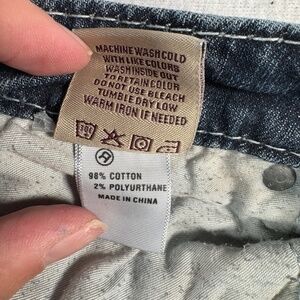 MACHINE WASH COLD
WITH LIKE COLORS
WASH INSIDE OUT
TO RETAIN COLOR
DO NOT USE BLEACH
TUMBLE DRY LOW
WARM IRON IF NEEDED
98% COTTON
2% POLYURETHANE
MADE IN CHINA